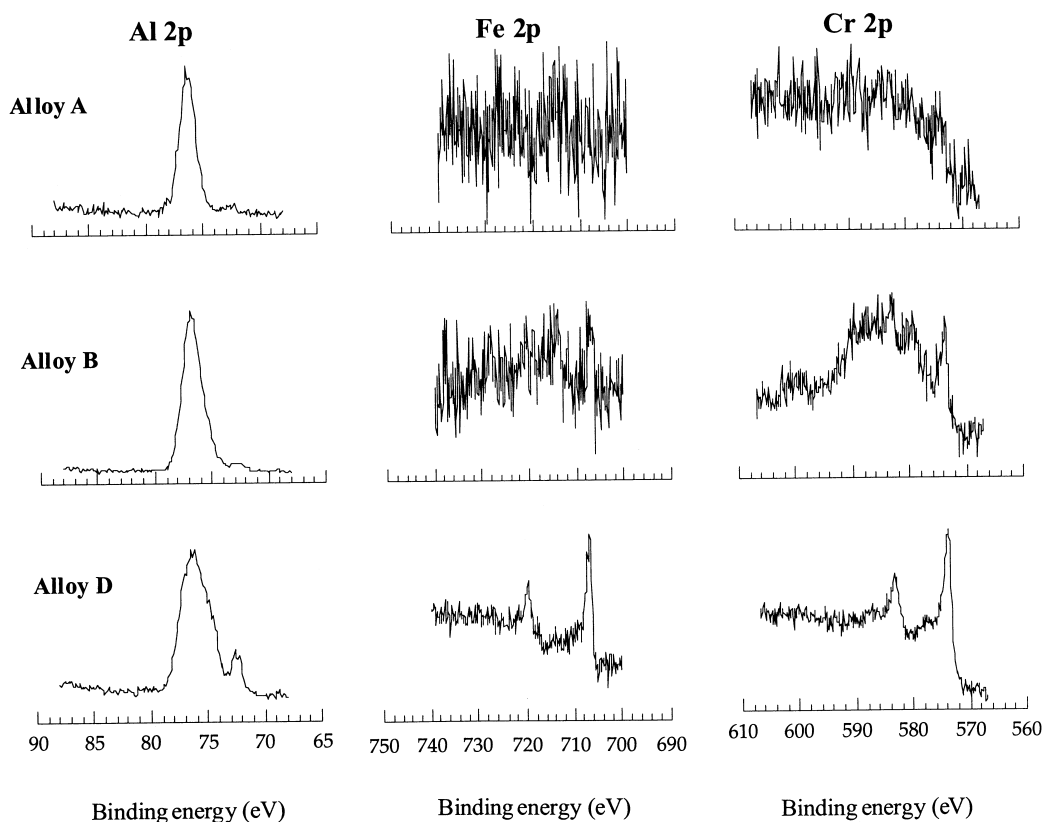 Al 2p Fe 2p Cr 2p
Alloy A
Alloy B
Alloy D
90 85 80 75 70 65 750 740 730 720 710 700 690 610 600 590 580 570 560
Binding energy (eV) Binding energy (eV) Binding energy (eV)